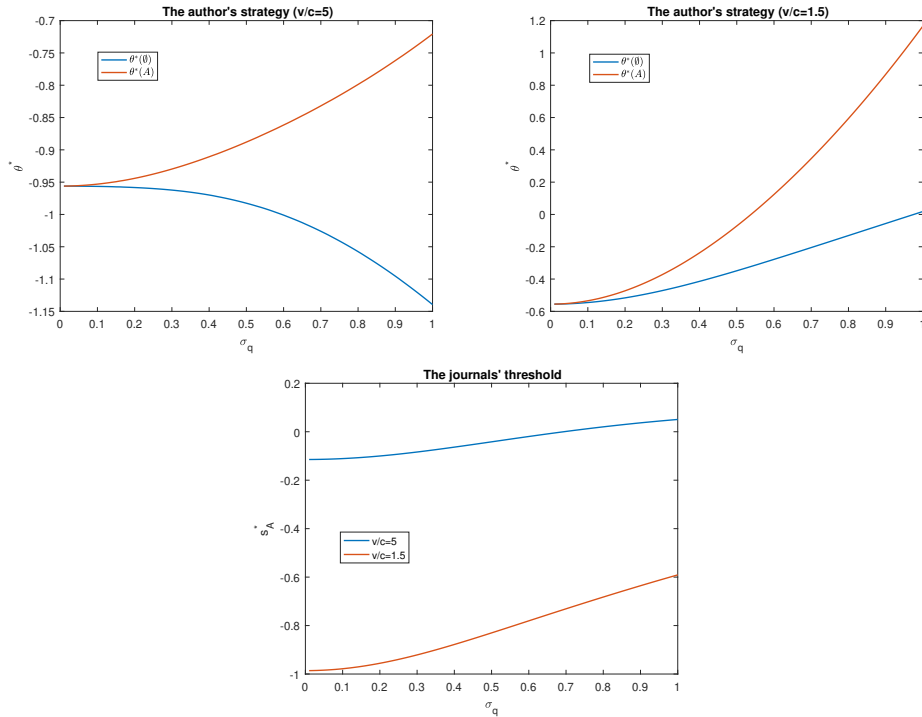 The author's strategy (v/c=5)
-0.7
-0.75
-0.8
-0.85
-0.9
-0.95
-1
-1.05
-1.1
-1.15
θ*
θ*(∅)
θ*(A)
0 0.1 0.2 0.3 0.4 0.5 0.6 0.7 0.8 0.9 1
σq
The author's strategy (v/c=1.5)
1.2
1
0.8
0.6
0.4
0.2
0
-0.2
-0.4
-0.6
θ*
θ*(∅)
θ*(A)
0 0.1 0.2 0.3 0.4 0.5 0.6 0.7 0.8 0.9 1
σq
The journals' threshold
0.2
0
-0.2
-0.4
-0.6
-0.8
-1
s*A
v/c=5
v/c=1.5
0 0.1 0.2 0.3 0.4 0.5 0.6 0.7 0.8 0.9 1
σq